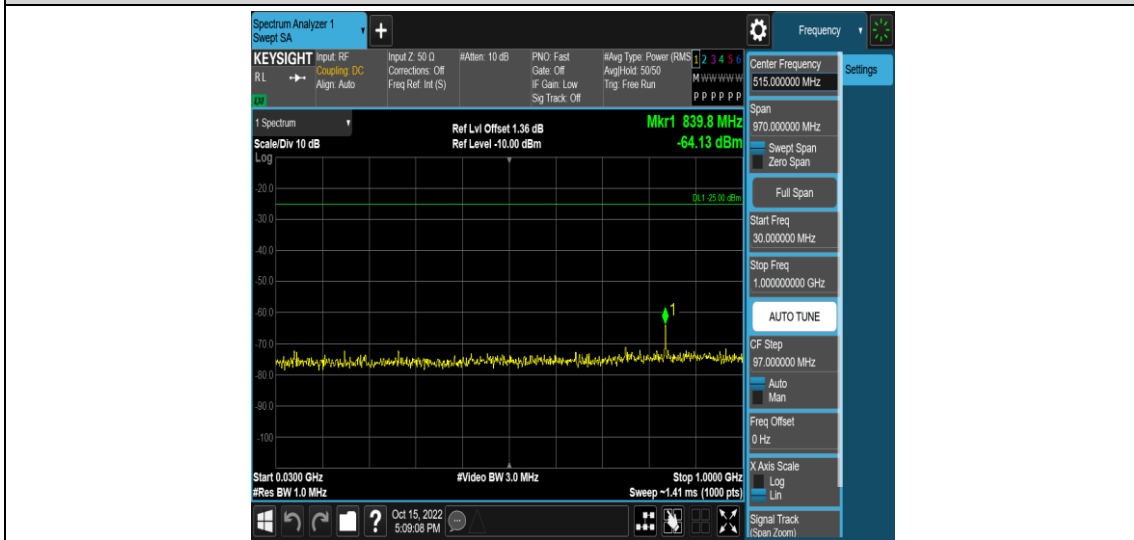 Spectrum Analyzer 1
Swept SA
+
Frequency
KEYSIGHT
RL
LXI
Input: RF
Coupling: DC
Align: Auto
Input Z: 50 Ω
Corrections: Off
Freq Ref: Int (S)
#Atten: 10 dB
PNO: Fast
Gate: Off
IF Gain: Low
Sig Track: Off
#Avg Type: Power (RMS
Avg|Hold: 50/50
Trig: Free Run
1 2 3 4 5 6
M W W W W W
P P P P P P
1 Spectrum
Scale/Div 10 dB
Ref Lvl Offset 1.36 dB
Ref Level -10.00 dBm
Mkr1 839.8 MHz
-64.13 dBm
Log
-20.0
DL1 -25.00 dBm
-30.0
-40.0
-50.0
-60.0
1
-70.0
-80.0
-90.0
-100
Start 0.0300 GHz
#Res BW 1.0 MHz
#Video BW 3.0 MHz
Stop 1.0000 GHz
Sweep ~1.41 ms (1000 pts)
?
Oct 15, 2022
5:09:08 PM
Center Frequency
515.000000 MHz
Settings
Span
970.000000 MHz
Swept Span
Zero Span
Full Span
Start Freq
30.000000 MHz
Stop Freq
1.000000000 GHz
AUTO TUNE
CF Step
97.000000 MHz
Auto
Man
Freq Offset
0 Hz
X Axis Scale
Log
Lin
Signal Track
(Span Zoom)